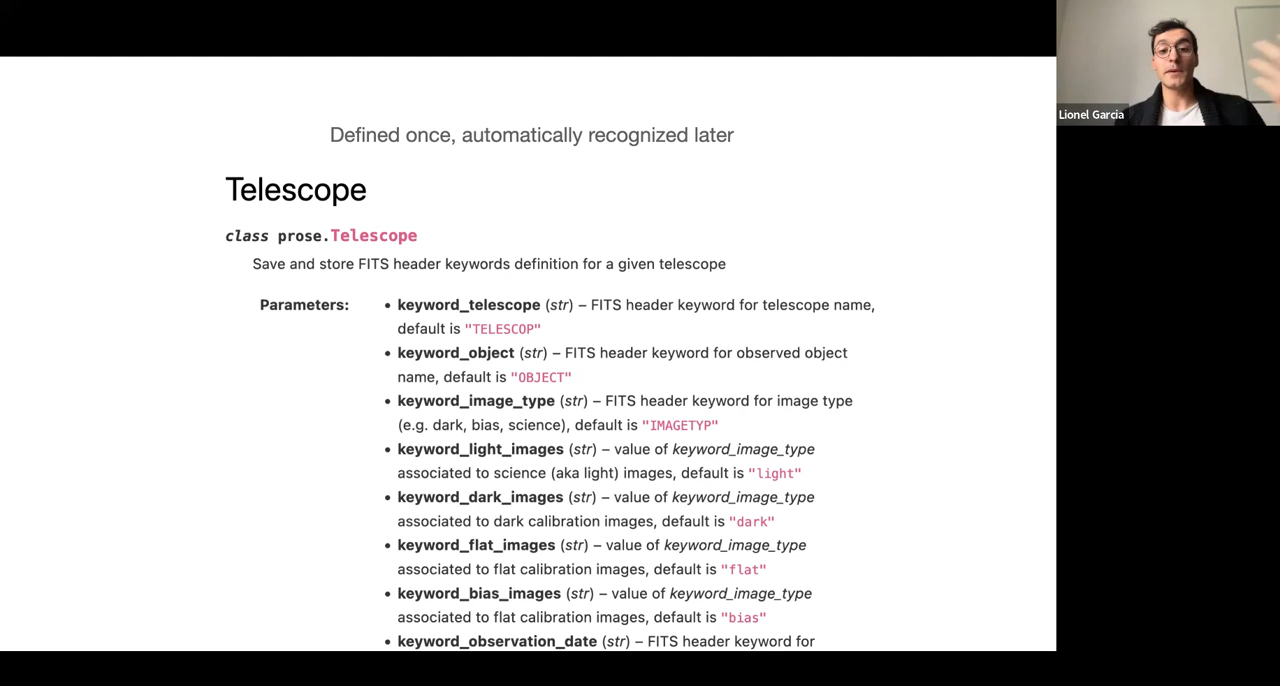 Defined once, automatically recognized later
Telescope
class prose.Telescope
Save and store FITS header keywords definition for a given telescope
Parameters:
• keyword_telescope (str) – FITS header keyword for telescope name,
default is "TELESCOP"
• keyword_object (str) – FITS header keyword for observed object
name, default is "OBJECT"
• keyword_image_type (str) – FITS header keyword for image type
(e.g. dark, bias, science), default is "IMAGETYP"
• keyword_light_images (str) – value of keyword_image_type
associated to science (aka light) images, default is "light"
• keyword_dark_images (str) – value of keyword_image_type
associated to dark calibration images, default is "dark"
• keyword_flat_images (str) – value of keyword_image_type
associated to flat calibration images, default is "flat"
• keyword_bias_images (str) – value of keyword_image_type
associated to flat calibration images, default is "bias"
• keyword_observation_date (str) – FITS header keyword for
Lionel Garcia